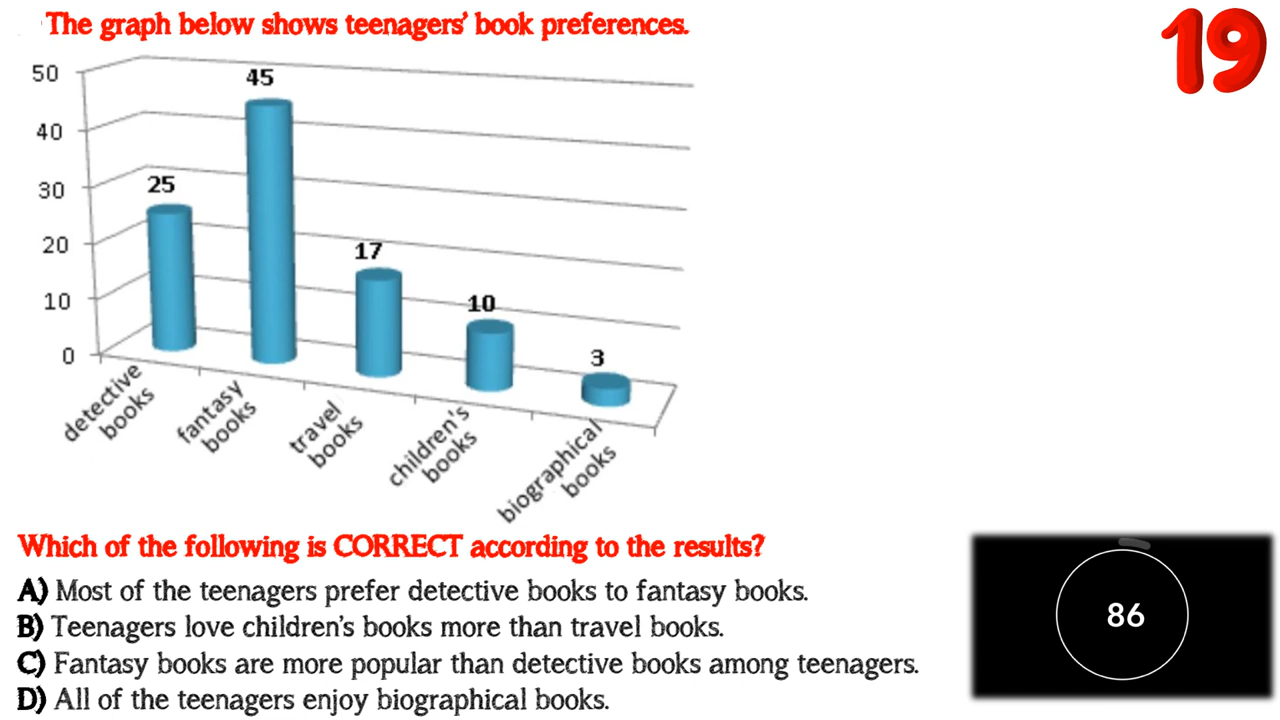 The graph below shows teenagers' book preferences.
19
50
40
30
20
10
0
25
45
17
10
3
detective
books
fantasy
books
travel
books
children's
books
biographical
books
Which of the following is CORRECT according to the results?
A) Most of the teenagers prefer detective books to fantasy books.
B) Teenagers love children's books more than travel books.
C) Fantasy books are more popular than detective books among teenagers.
D) All of the teenagers enjoy biographical books.
86